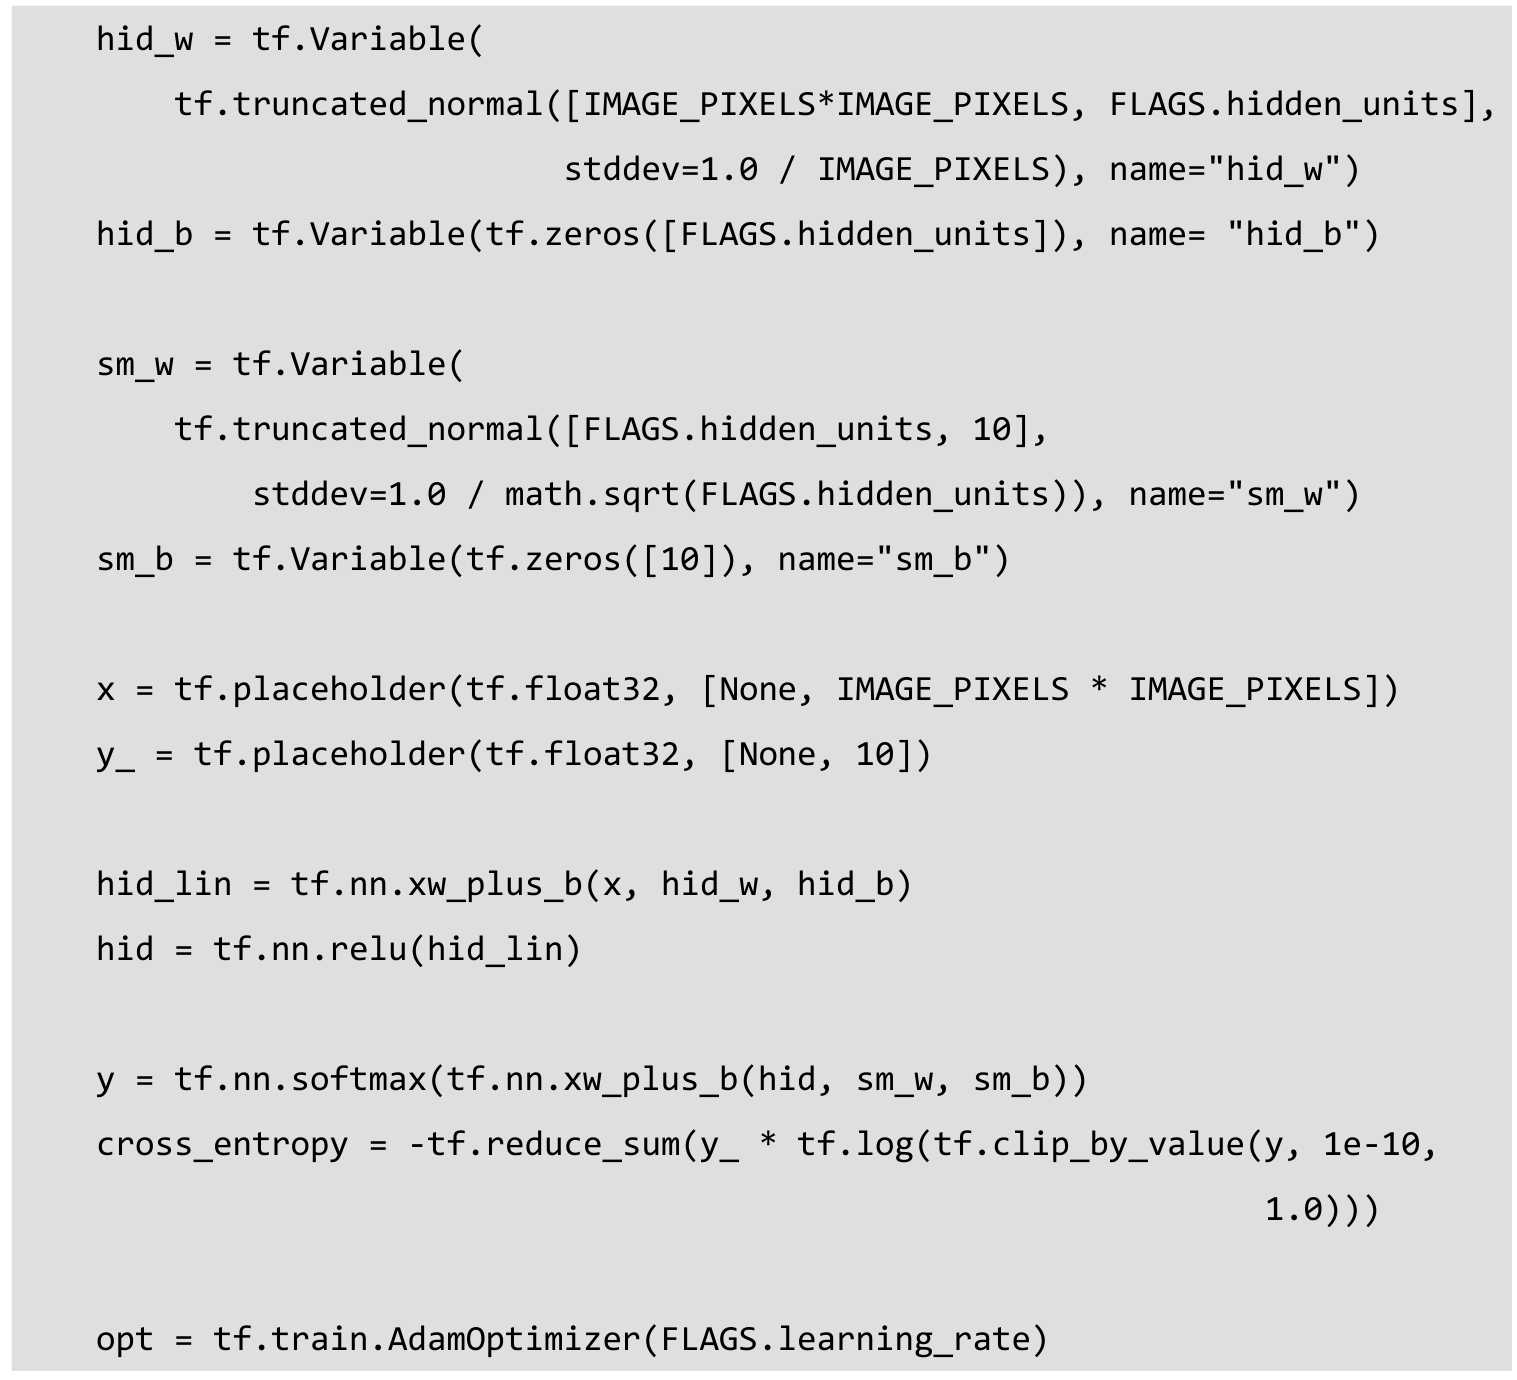 hid_w = tf.Variable(
    tf.truncated_normal([IMAGE_PIXELS*IMAGE_PIXELS, FLAGS.hidden_units],
                        stddev=1.0 / IMAGE_PIXELS), name="hid_w")
hid_b = tf.Variable(tf.zeros([FLAGS.hidden_units]), name= "hid_b")

sm_w = tf.Variable(
    tf.truncated_normal([FLAGS.hidden_units, 10],
        stddev=1.0 / math.sqrt(FLAGS.hidden_units)), name="sm_w")
sm_b = tf.Variable(tf.zeros([10]), name="sm_b")

x = tf.placeholder(tf.float32, [None, IMAGE_PIXELS * IMAGE_PIXELS])
y_ = tf.placeholder(tf.float32, [None, 10])

hid_lin = tf.nn.xw_plus_b(x, hid_w, hid_b)
hid = tf.nn.relu(hid_lin)

y = tf.nn.softmax(tf.nn.xw_plus_b(hid, sm_w, sm_b))
cross_entropy = -tf.reduce_sum(y_ * tf.log(tf.clip_by_value(y, 1e-10,
                                                            1.0)))

opt = tf.train.AdamOptimizer(FLAGS.learning_rate)